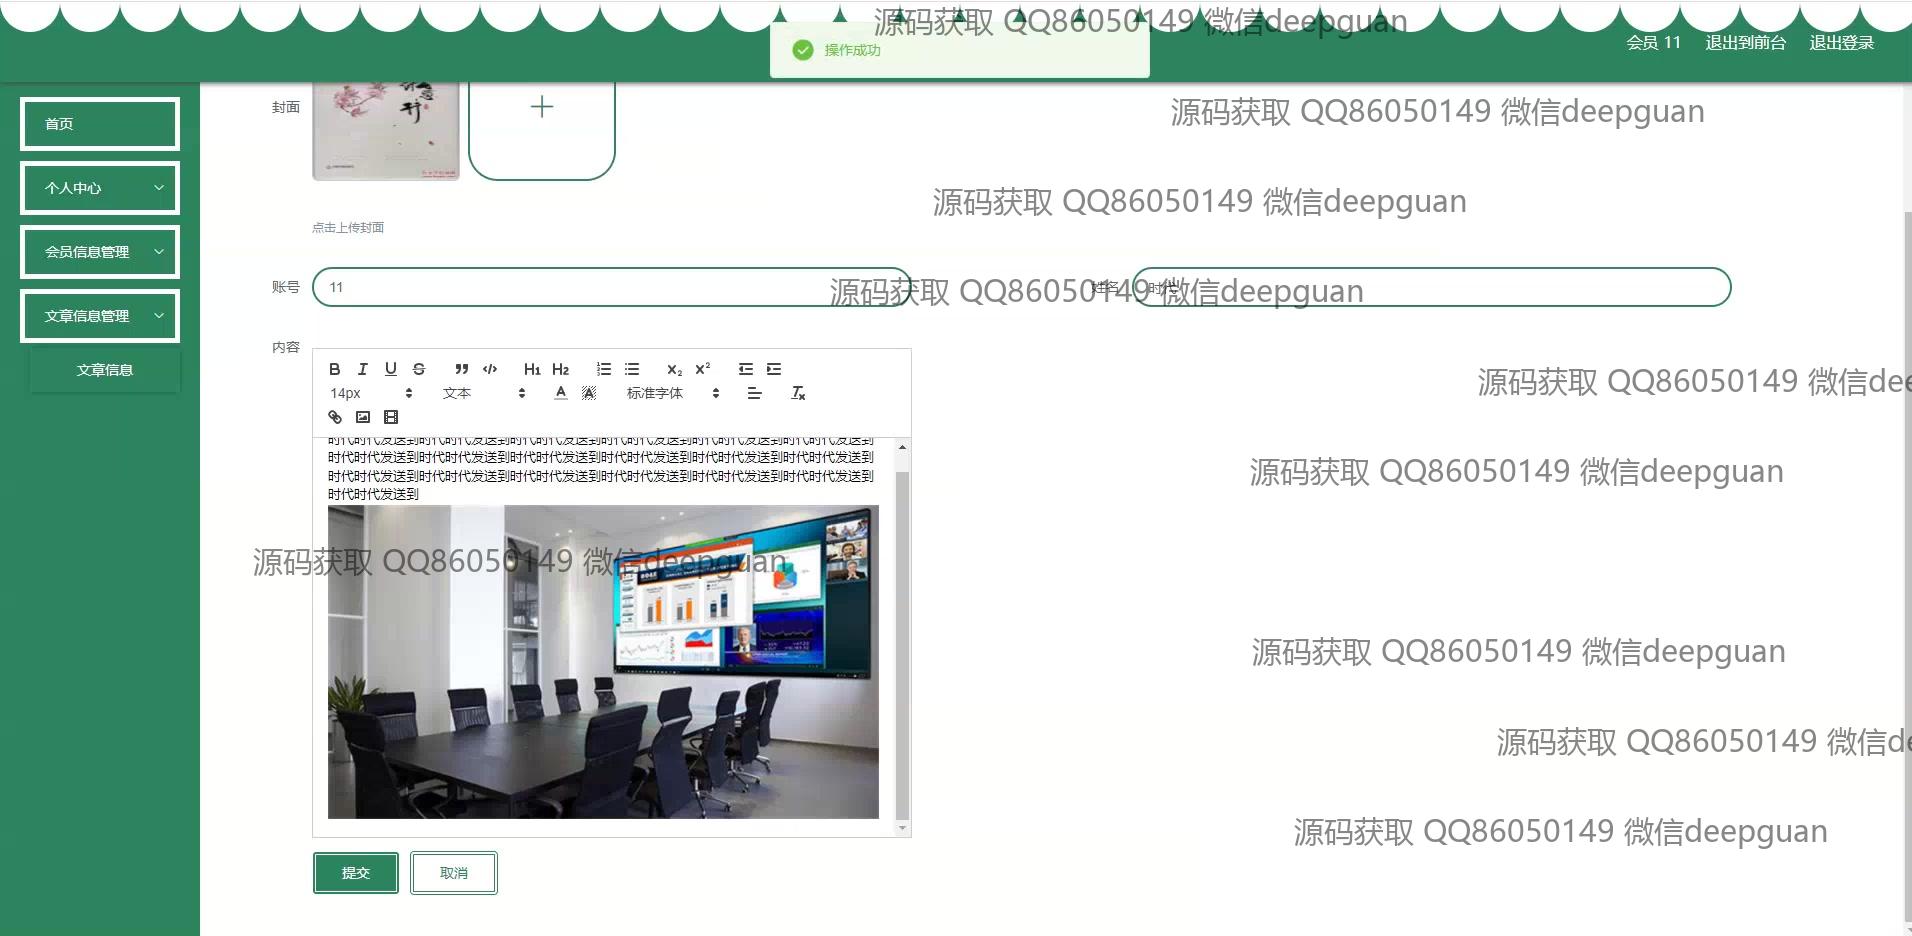 源码获取 QQ86050149 微信deepguan
操作成功
会员 11
退出到前台
退出登录
首页
个人中心
会员信息管理
文章信息管理
文章信息
封面
源码获取 QQ86050149 微信deepguan
源码获取 QQ86050149 微信deepguan
点击上传封面
账号
11
姓名
时代
源码获取 QQ86050149 微信deepguan
内容
B I U S H1 H2 X2 X2
14px 文本 A A 标准字体 Tx
源码获取 QQ86050149 微信dee
时代时代发送到时代时代发送到时代时代发送到时代时代发送到时代时代发送到时代时代发送到
时代时代发送到时代时代发送到时代时代发送到时代时代发送到时代时代发送到时代时代发送到
时代时代发送到时代时代发送到时代时代发送到时代时代发送到时代时代发送到时代时代发送到
时代时代发送到
源码获取 QQ86050149 微信deepguan
源码获取 QQ86050149 微信deepguan
源码获取 QQ86050149 微信deepguan
源码获取 QQ86050149 微信de
源码获取 QQ86050149 微信deepguan
提交
取消